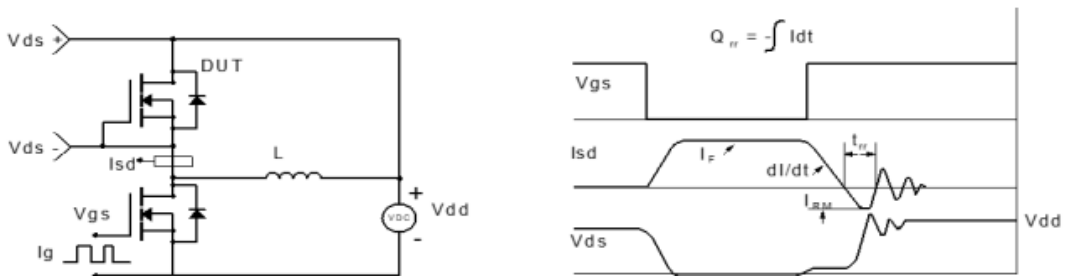 Vds +
DUT
Vds -
Isd
L
Vgs
Ig
+
VDC
Vdd
-
Q rr = -∫ Idt
Vgs
Isd
I F
dI/dt
t rr
I RM
Vds
Vdd